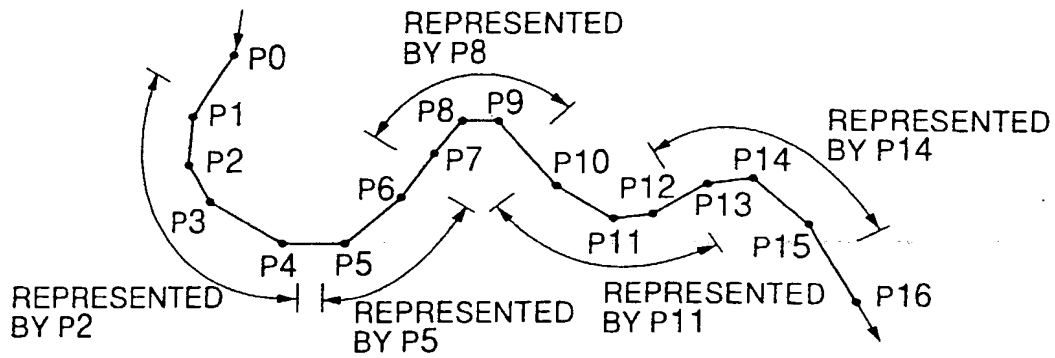 REPRESENTED
BY P8
P0
P1
P2
P3
P4
P5
P6
P7
P8
P9
P10
P11
P12
P13
P14
P15
P16
REPRESENTED
BY P14
REPRESENTED
BY P2
REPRESENTED
BY P5
REPRESENTED
BY P11